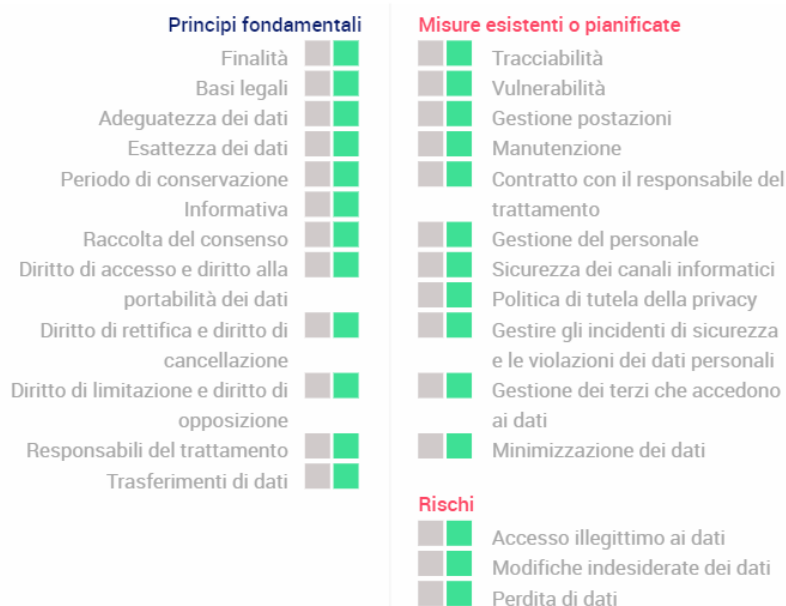 Principi fondamentali
Finalità
Basi legali
Adeguatezza dei dati
Esattezza dei dati
Periodo di conservazione
Informativa
Raccolta del consenso
Diritto di accesso e diritto alla
portabilità dei dati
Diritto di rettifica e diritto di
cancellazione
Diritto di limitazione e diritto di
opposizione
Responsabili del trattamento
Trasferimenti di dati
Misure esistenti o pianificate
Tracciabilità
Vulnerabilità
Gestione postazioni
Manutenzione
Contratto con il responsabile del
trattamento
Gestione del personale
Sicurezza dei canali informatici
Politica di tutela della privacy
Gestire gli incidenti di sicurezza
e le violazioni dei dati personali
Gestione dei terzi che accedono
ai dati
Minimizzazione dei dati
Rischi
Accesso illegittimo ai dati
Modifiche indesiderate dei dati
Perdita di dati